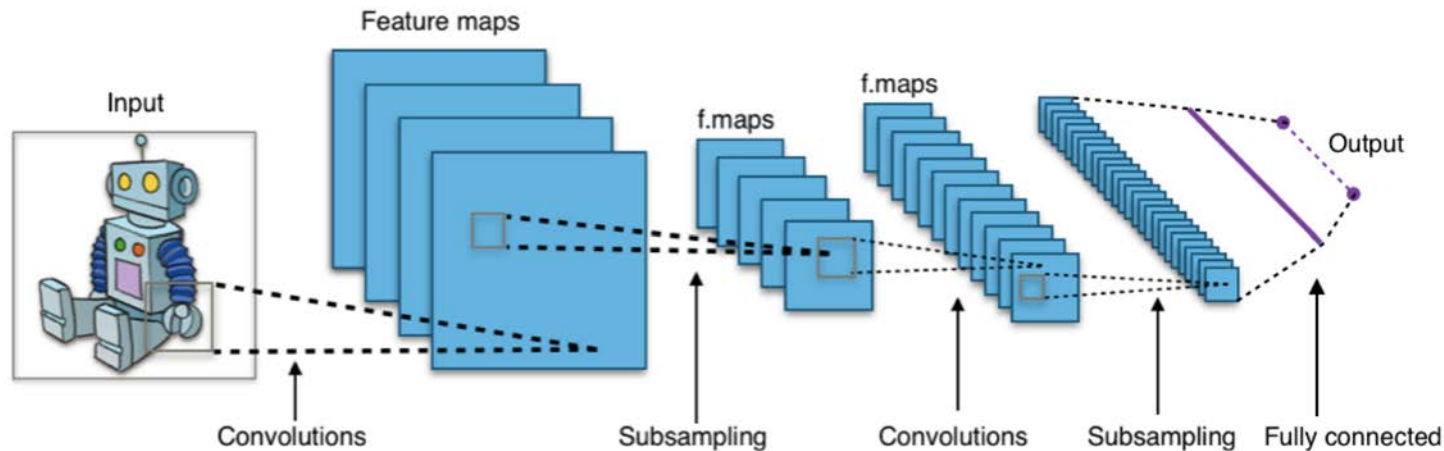 Feature maps
f.maps
Input
f.maps
Output
Convolutions
Subsampling
Convolutions
Subsampling
Fully connected